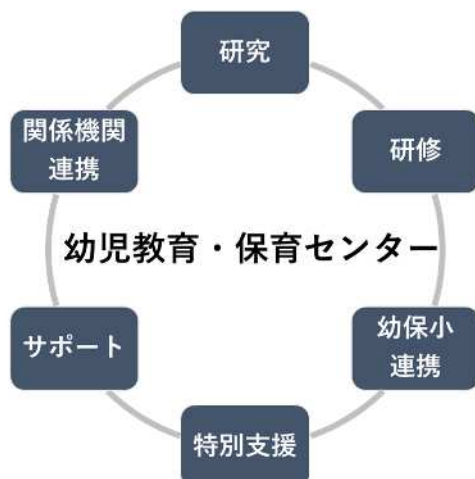 研究
関係機関
連携
研修
幼児教育・保育センター
サポート
幼保小
連携
特別支援